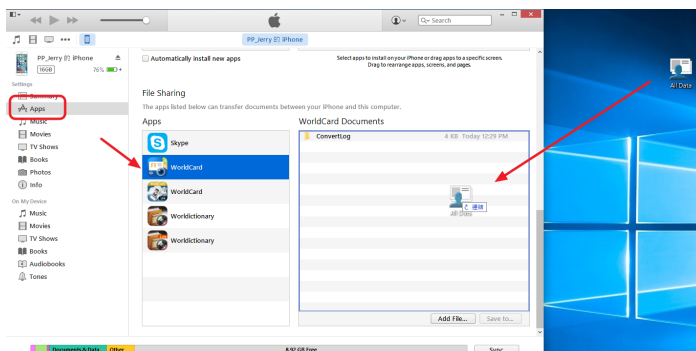 Search
PP_Jerry 的 iPhone
PP_Jerry 的 iPhone
16GB
76%
Automatically install new apps
Select apps to install on your iPhone or drag apps to a specific screen.
Drag to rearrange apps, screens, and pages.
Settings
Summary
Apps
Music
Movies
TV Shows
Books
Photos
Info
On My Device
Music
Movies
TV Shows
Books
Audiobooks
Tones
File Sharing
The apps listed below can transfer documents between your iPhone and this computer.
Apps
Skype
WorldCard
WorldCard
Worldictionary
Worldictionary
WorldCard Documents
ConvertLog 4 KB Today 12:29 PM
連結
All Data
Add File...
Save to...
All Data
Documents & Data
Other
8.92 GB Free
Sync